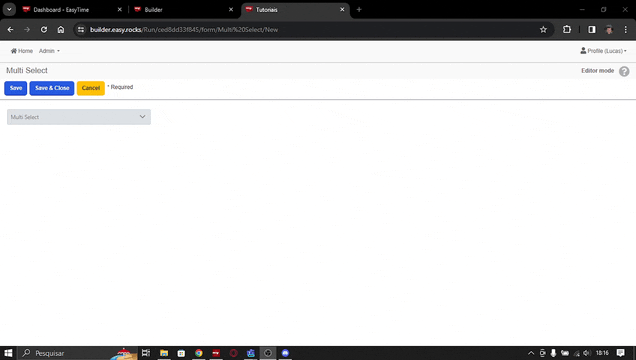 Dashboard - EasyTime
Builder
Tutoriais
builder.easy.rocks/Run/ced8dd33f845/form/Multi%20Select/New
Home
Admin
Profile (Lucas)
Multi Select
Editor mode
?
Save
Save & Close
Cancel
* Required
Multi Select
Pesquisar
18:16